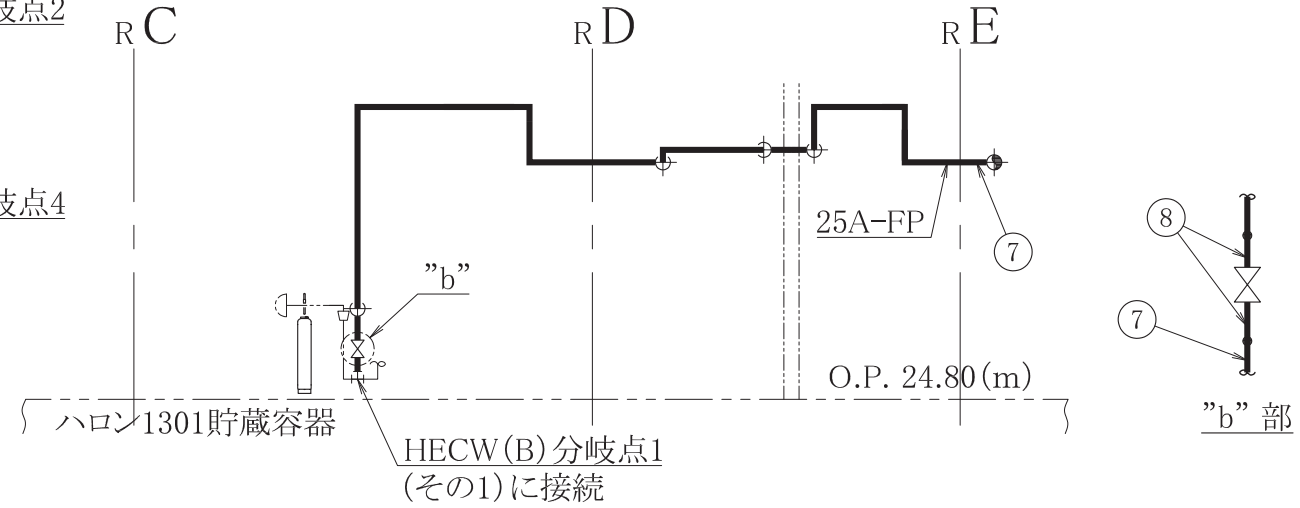 岐点2
R C
R D
R E
岐点4
25A-FP
7
8
7
"b"
O.P. 24.80(m)
ハロン1301貯蔵容器
"b" 部
HECW(B)分岐点1
(その1)に接続